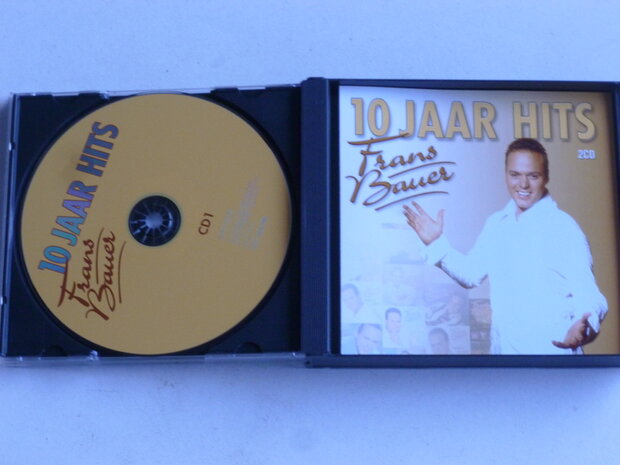 10 JAAR HITS
Frans
Bauer
CD1
10 JAAR HITS
Frans
Bauer
2CD